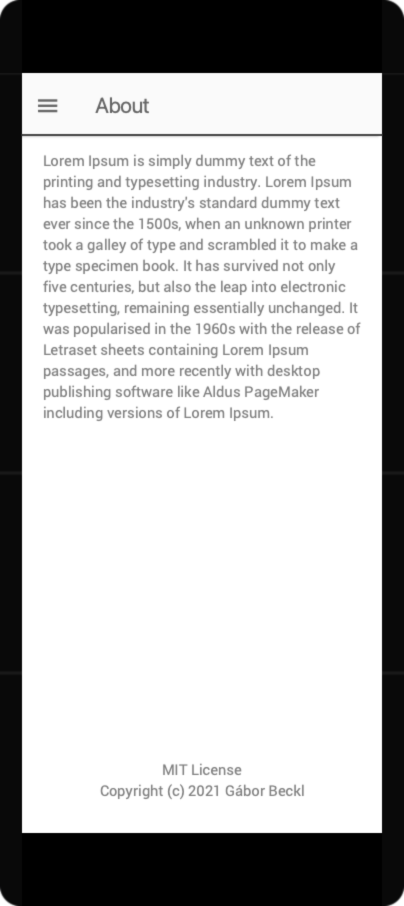 About
Lorem Ipsum is simply dummy text of the
printing and typesetting industry. Lorem Ipsum
has been the industry's standard dummy text
ever since the 1500s, when an unknown printer
took a galley of type and scrambled it to make a
type specimen book. It has survived not only
five centuries, but also the leap into electronic
typesetting, remaining essentially unchanged. It
was popularised in the 1960s with the release of
Letraset sheets containing Lorem Ipsum
passages, and more recently with desktop
publishing software like Aldus PageMaker
including versions of Lorem Ipsum.
MIT License
Copyright (c) 2021 Gábor Beckl